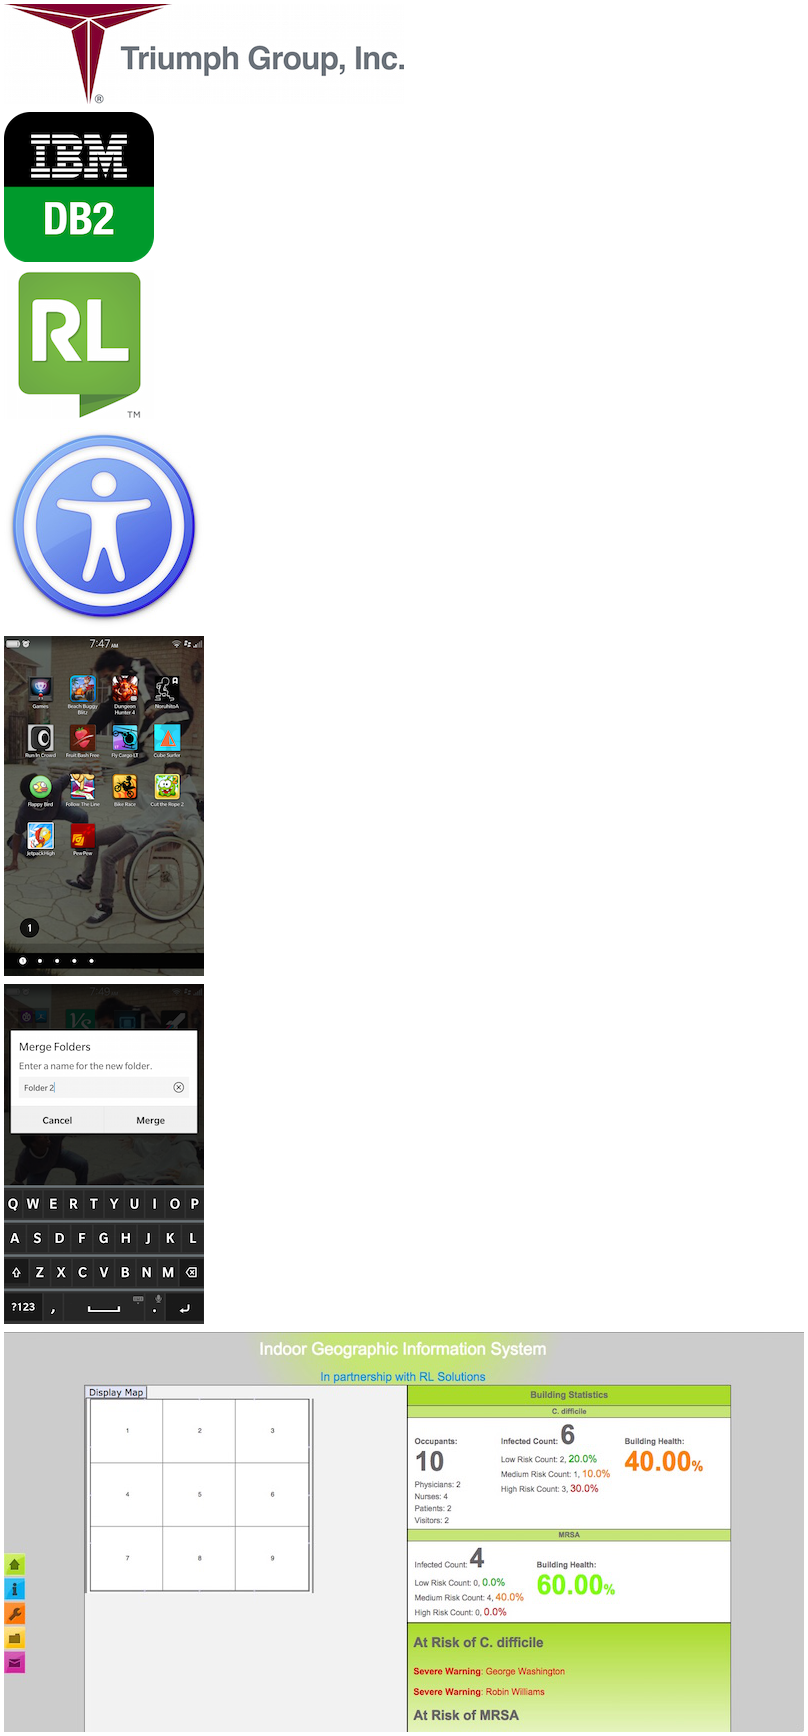 Triumph Group, Inc.
®
IBM
DB2
RL
TM
7:47 AM
Games
Beach Buggy Blitz
Dungeon Hunter 4
NoruhitoA
Run In Crowd
Fruit Bash Free
Fly Cargo LT
Cube Surfer
Flappy Bird
Follow The Line
Bike Race
Cut the Rope 2
JetpackHigh
PewPew
1
Merge Folders
Enter a name for the new folder.
Folder 2
Cancel Merge
Q W E R T Y U I O P
A S D F G H J K L
Z X C V B N M
?123 , .
Indoor Geographic Information System
In partnership with RL Solutions
Display Map
1 2 3
4 5 6
7 8 9
Building Statistics
C. difficile
Occupants:
10
Physicians: 2
Nurses: 4
Patients: 2
Visitors: 2
Infected Count: 6
Low Risk Count: 2, 20.0%
Medium Risk Count: 1, 10.0%
High Risk Count: 3, 30.0%
Building Health:
40.00%
MRSA
Infected Count: 4
Low Risk Count: 0, 0.0%
Medium Risk Count: 4, 40.0%
High Risk Count: 0, 0.0%
Building Health:
60.00%
At Risk of C. difficile
Severe Warning: George Washington
Severe Warning: Robin Williams
At Risk of MRSA